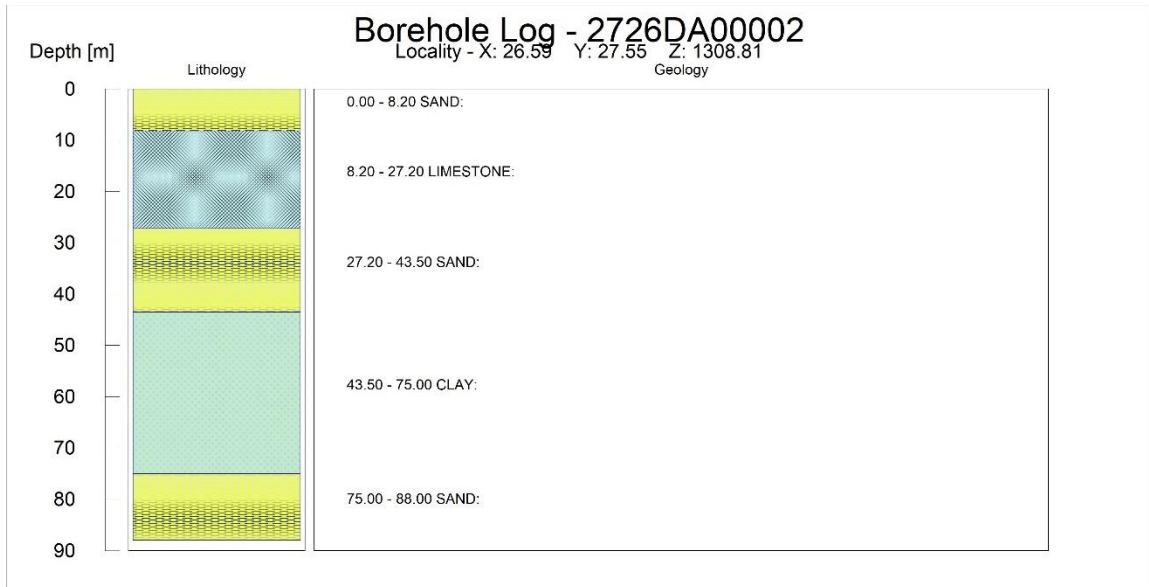 Borehole Log - 2726DA00002
Locality - X: 26.59 Y: 27.55 Z: 1308.81
Depth [m]
Lithology
Geology
0
0.00 - 8.20 SAND:
10
8.20 - 27.20 LIMESTONE:
20
30
27.20 - 43.50 SAND:
40
50
43.50 - 75.00 CLAY:
60
70
75.00 - 88.00 SAND:
80
90